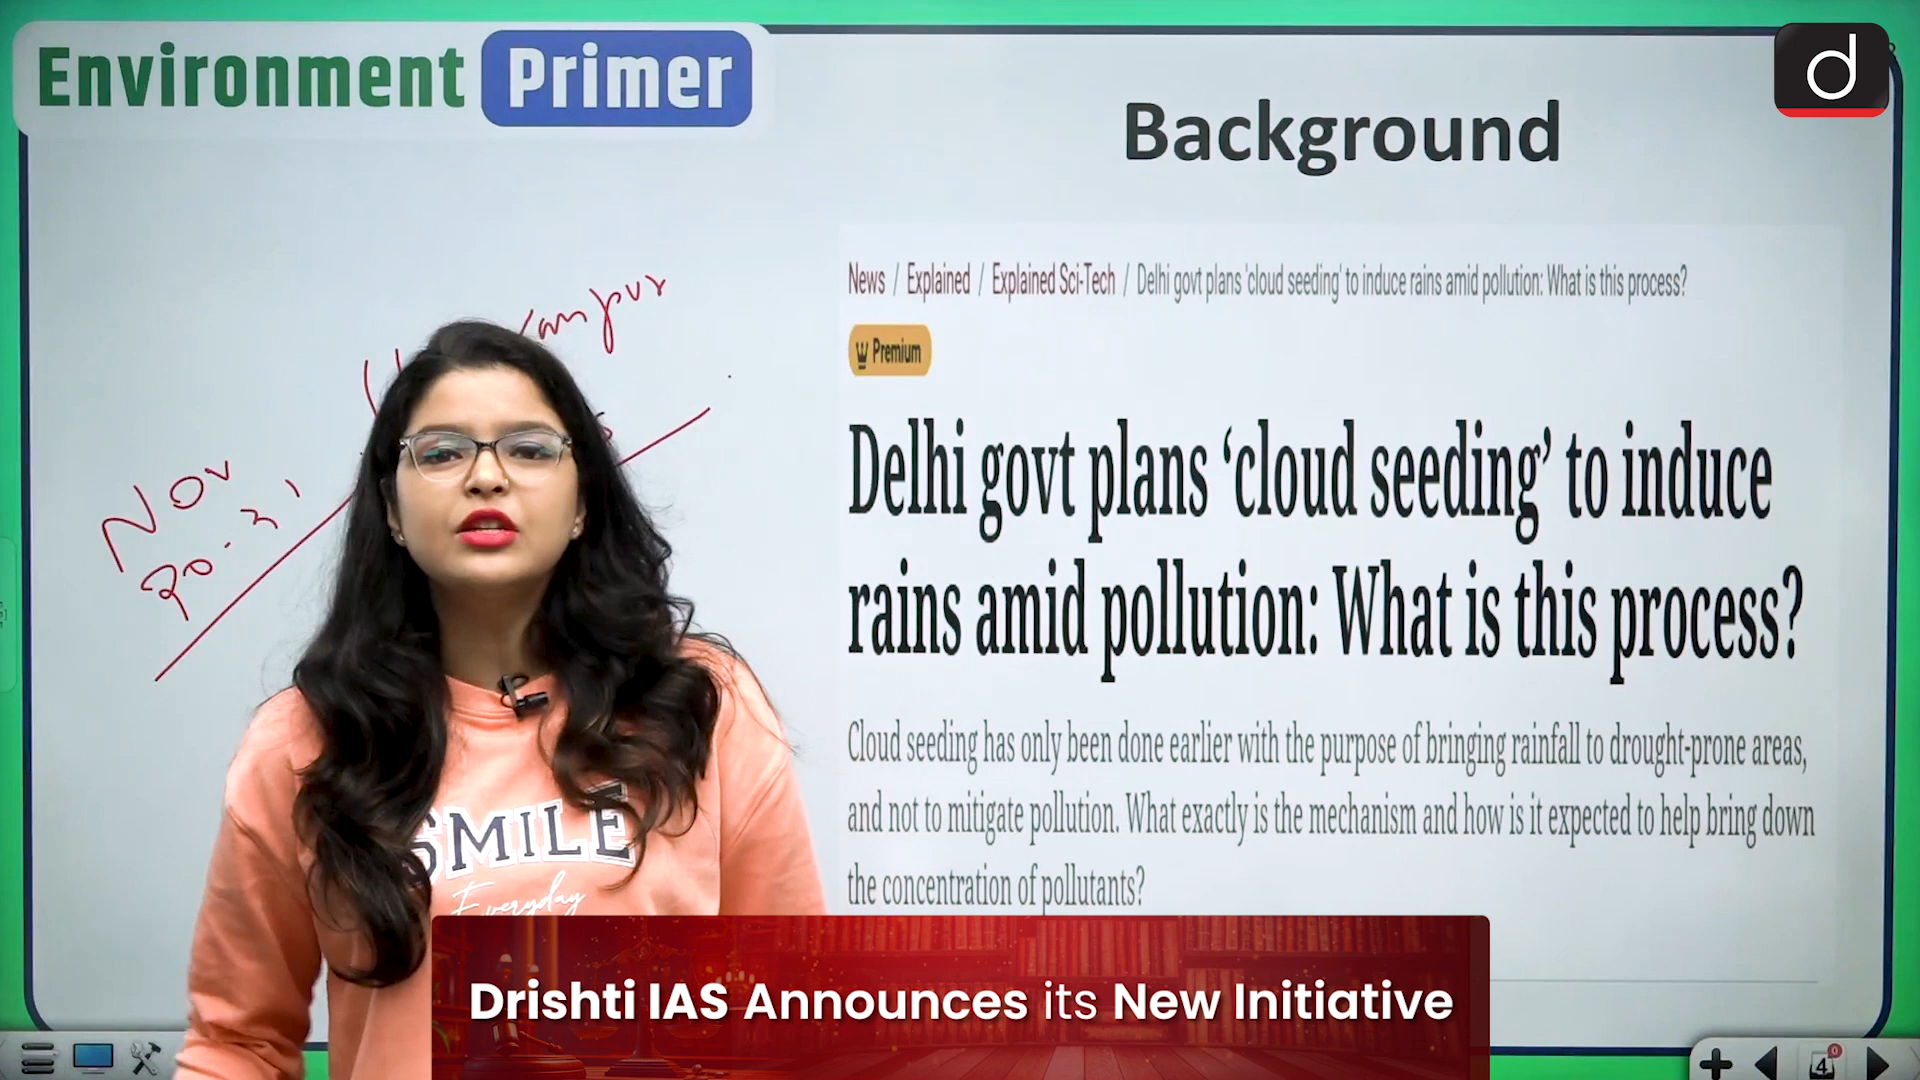 Environment Primer
Background
News / Explained / Explained Sci-Tech / Delhi govt plans 'cloud seeding' to induce rains amid pollution: What is this process?
Premium
Delhi govt plans ‘cloud seeding’ to induce
rains amid pollution: What is this process?
Cloud seeding has only been done earlier with the purpose of bringing rainfall to drought-prone areas,
and not to mitigate pollution. What exactly is the mechanism and how is it expected to help bring down
the concentration of pollutants?
Nov
SMILE
Everyday
Drishti IAS Announces its New Initiative
d
4
0